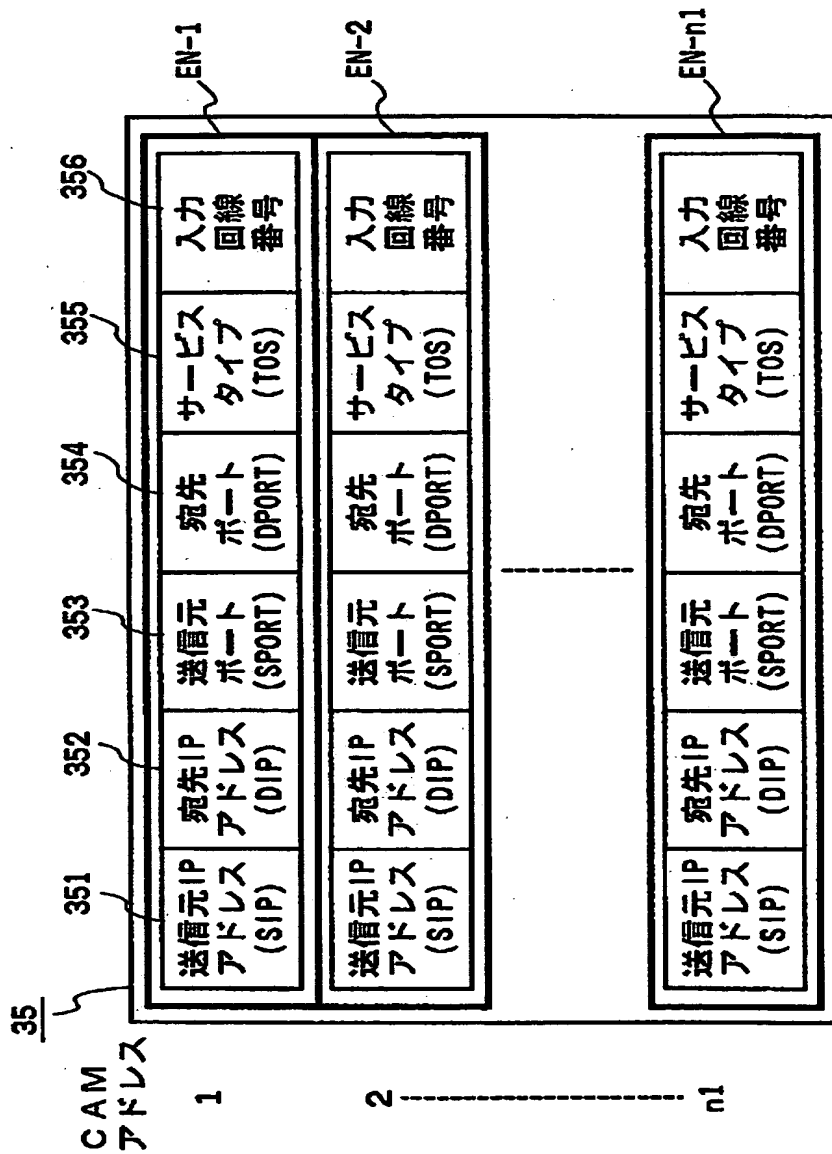 35
351
352
353
354
355
356
CAM
アドレス
1
送信元IP
アドレス
(SIP)
宛先IP
アドレス
(DIP)
送信元
ポート
(SPORT)
宛先
ポート
(DPORT)
サービス
タイプ
(TOS)
入力
回線
番号
EN-1
2
送信元IP
アドレス
(SIP)
宛先IP
アドレス
(DIP)
送信元
ポート
(SPORT)
宛先
ポート
(DPORT)
サービス
タイプ
(TOS)
入力
回線
番号
EN-2
n1
送信元IP
アドレス
(SIP)
宛先IP
アドレス
(DIP)
送信元
ポート
(SPORT)
宛先
ポート
(DPORT)
サービス
タイプ
(TOS)
入力
回線
番号
EN-n1